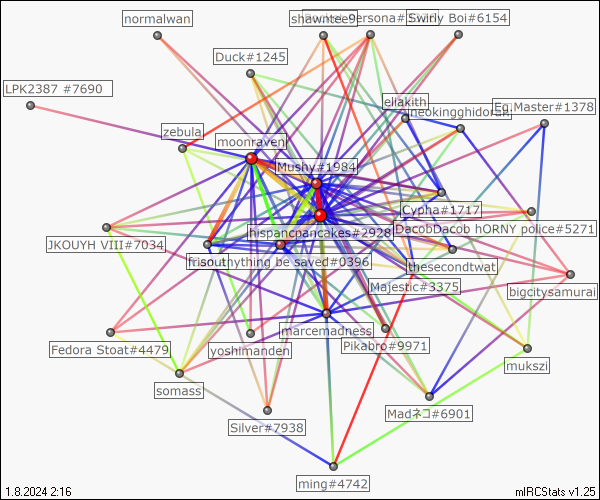 normalwan
showntee9
Persona#
Swirly Boi#6154
Duck#1245
LPK2387 #7690
eliakith
neokingghidorah
Eg.Master#1378
zebula
moonraven
Mushy#1984
Cypha#1717
hispancpancakes#2928
DacobDacob hORNY police#5271
JKOUYH VIII#7034
frisout
nything be saved#0396
thesecondtwat
Majestic#3375
bigcitysamurai
marcemadness
Fedora Stoat#4479
yoshimanden
Pikabro#9971
mukszi
somass
Madネコ#6901
Silver#7938
ming#4742
1.8.2024 2:16
mIRCStats v1.25